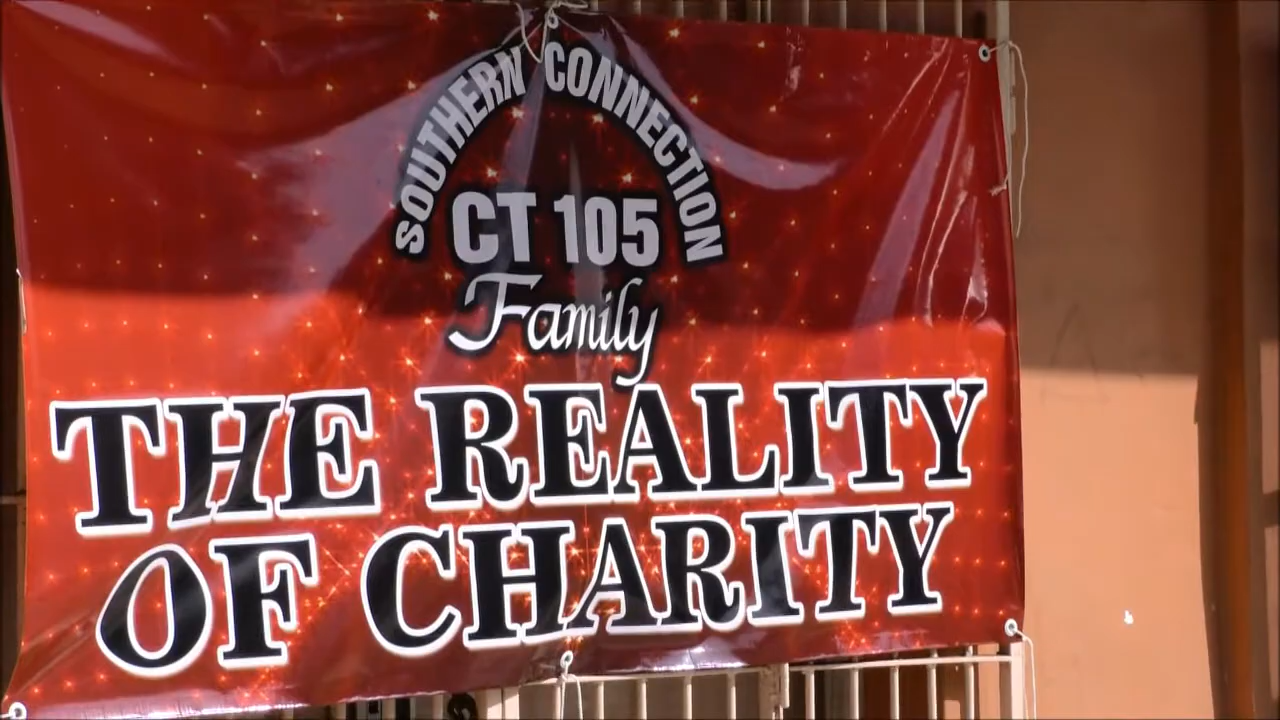 SOUTHERN CONNECTION
CT 105
Family
THE REALITY
OF CHARITY